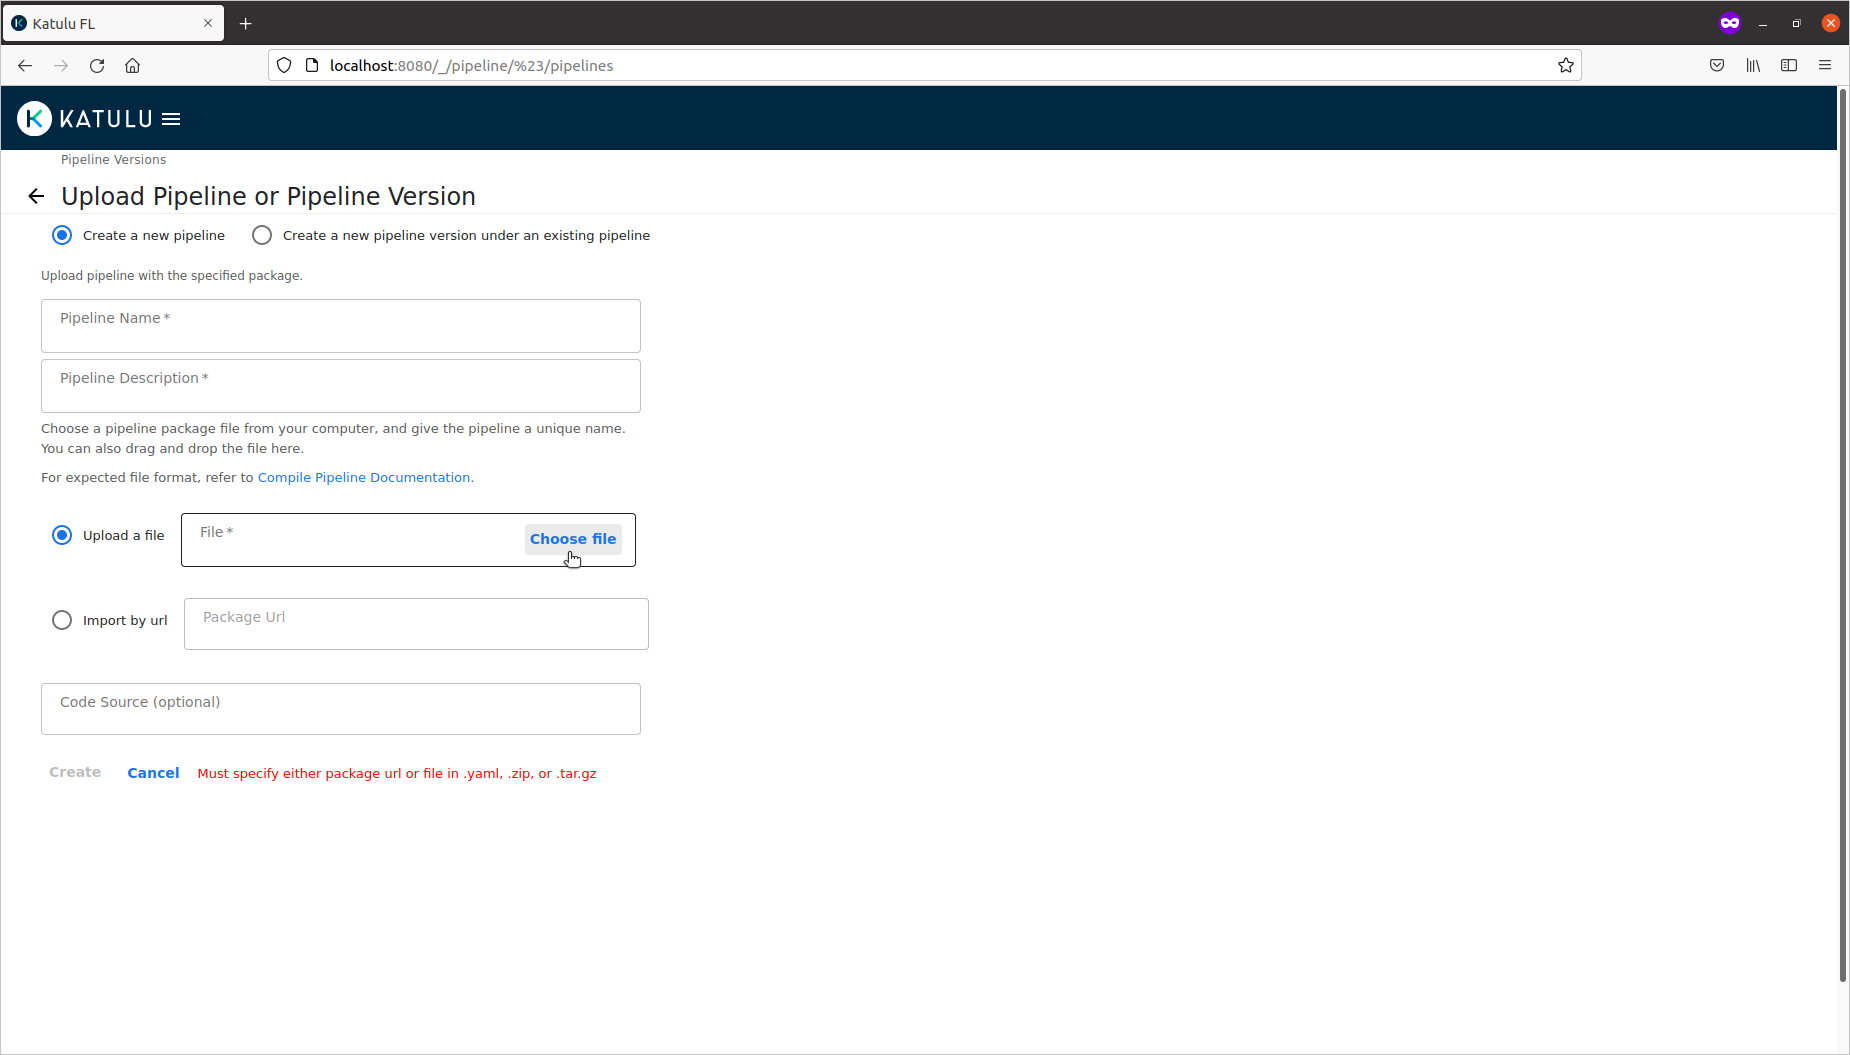 Katulu FL
localhost:8080/_/pipeline/%23/pipelines
KATULU
Pipeline Versions
Upload Pipeline or Pipeline Version
Create a new pipeline
Create a new pipeline version under an existing pipeline
Upload pipeline with the specified package.
Pipeline Name *
Pipeline Description *
Choose a pipeline package file from your computer, and give the pipeline a unique name.
You can also drag and drop the file here.
For expected file format, refer to Compile Pipeline Documentation.
Upload a file
File *
Choose file
Import by url
Package Url
Code Source (optional)
Create
Cancel
Must specify either package url or file in .yaml, .zip, or .tar.gz